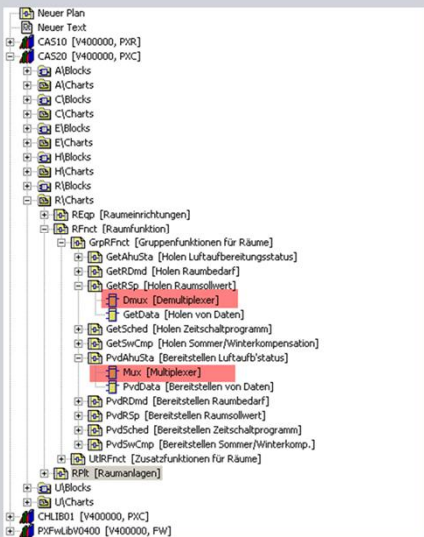 Neuer Plan
Neuer Text
CAS10 [V400000, PXR]
CAS20 [V400000, PXC]
A\Blocks
A\Charts
C\Blocks
C\Charts
E\Blocks
E\Charts
H\Blocks
H\Charts
R\Blocks
R\Charts
REqp [Raumeinrichtungen]
RFnct [Raumfunktion]
GrpRFnct [Gruppenfunktionen für Räume]
GetAhuSta [Holen Luftaufbereitungsstatus]
GetRDmd [Holen Raumbedarf]
GetRSp [Holen Raumsollwert]
Dmux [Demultiplexer]
GetData [Holen von Daten]
GetSched [Holen Zeitschaltprogramm]
GetSwCmp [Holen Sommer/Winterkompensation]
PvdAhuSta [Bereitstellen Luftaufb'status]
Mux [Multiplexer]
PvdData [Bereitstellen von Daten]
PvdRDmd [Bereitstellen Raumbedarf]
PvdRSp [Bereitstellen Raumsollwert]
PvdSched [Bereitstellen Zeitschaltprogramm]
PvdSwCmp [Bereitstellen Sommer/Winterkomp.]
UtlRFnct [Zusatzfunktionen für Räume]
RPlt [Raumanlagen]
U\Blocks
U\Charts
CHLIB01 [V400000, PXC]
PXFwLibV0400 [V400000, FW]